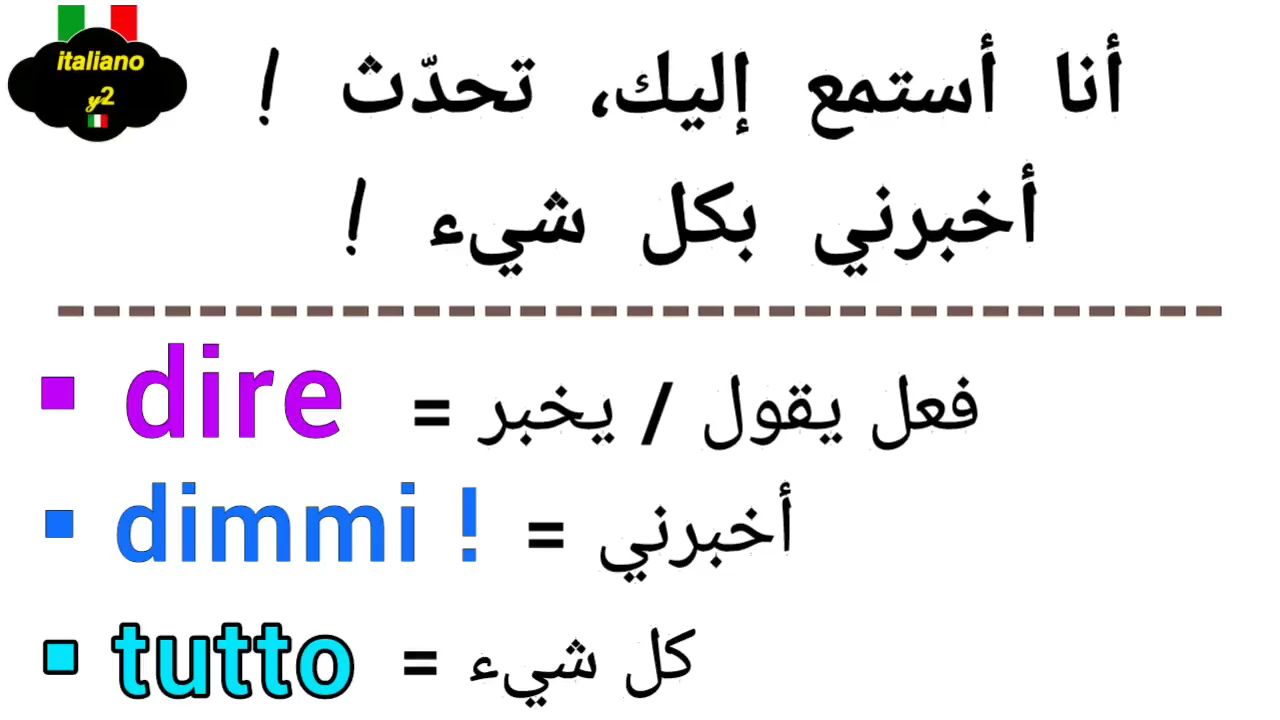 italiano
y2
أنا أستمع إليك، تحدّث !
أخبرني بكل شيء !
▪ dire = فعل يقول / يخبر
▪ dimmi ! = أخبرني
▪ tutto = كل شيء